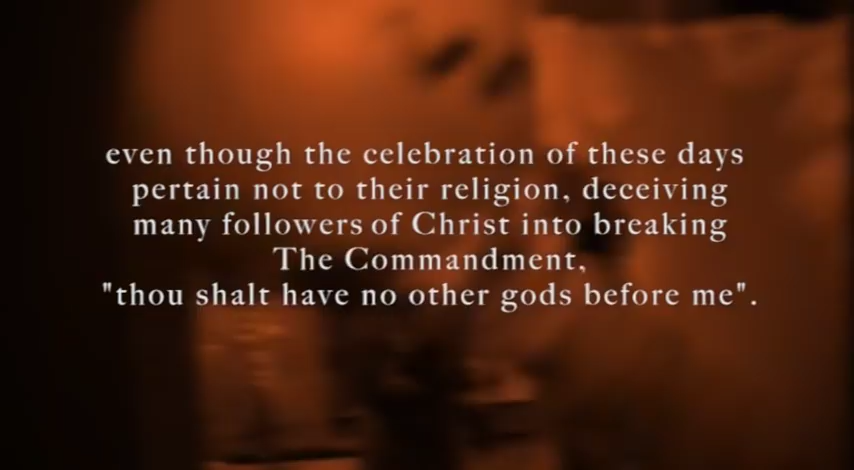 even though the celebration of these days
pertain not to their religion, deceiving
many followers of Christ into breaking
The Commandment,
"thou shalt have no other gods before me".